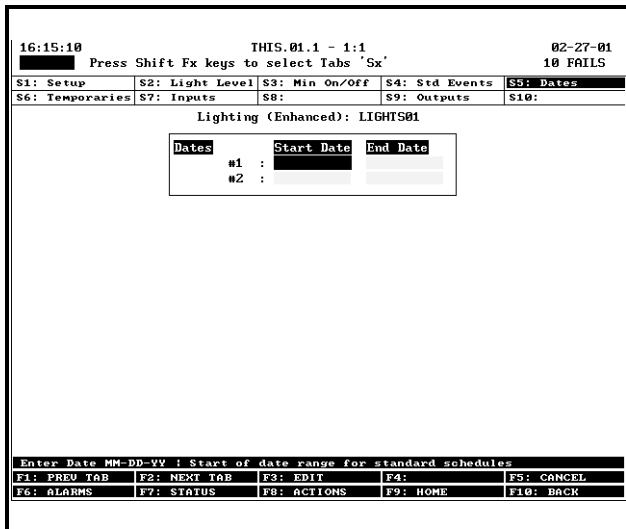 16:15:10 THIS.01.1 - 1:1 02-27-01
Press Shift Fx keys to select Tabs 'Sx' 10 FAILS
S1: Setup S2: Light Level S3: Min On/Off S4: Std Events S5: Dates
S6: Temporaries S7: Inputs S8: S9: Outputs S10:
Lighting (Enhanced): LIGHTS01
Dates Start Date End Date
#1 :
#2 :
Enter Date MM-DD-YY | Start of date range for standard schedules
F1: PREV TAB F2: NEXT TAB F3: EDIT F4: F5: CANCEL
F6: ALARMS F7: STATUS F8: ACTIONS F9: HOME F10: BACK